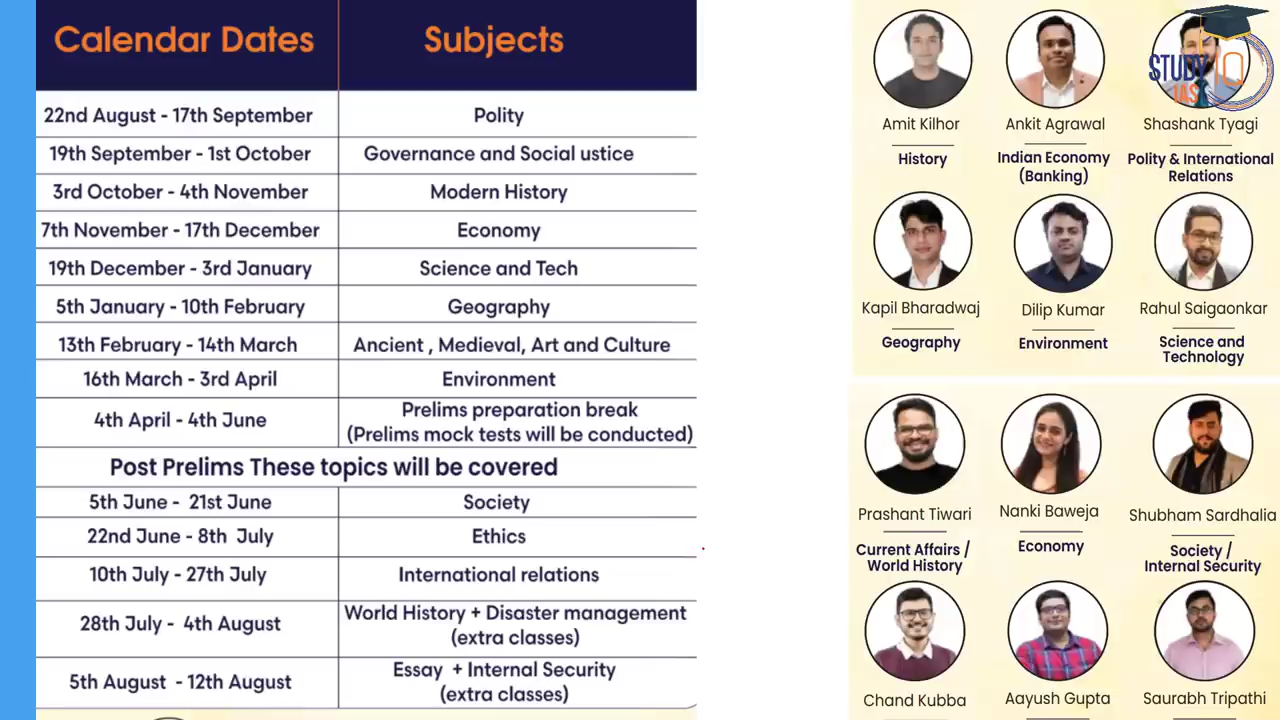 Calendar Dates Subjects
22nd August - 17th September Polity
19th September - 1st October Governance and Social ustice
3rd October - 4th November Modern History
7th November - 17th December Economy
19th December - 3rd January Science and Tech
5th January - 10th February Geography
13th February - 14th March Ancient , Medieval, Art and Culture
16th March - 3rd April Environment
4th April - 4th June Prelims preparation break
(Prelims mock tests will be conducted)
Post Prelims These topics will be covered
5th June - 21st June Society
22nd June - 8th July Ethics
10th July - 27th July International relations
28th July - 4th August World History + Disaster management
(extra classes)
5th August - 12th August Essay + Internal Security
(extra classes)
STUDY IQ
IAS
Amit Kilhor Ankit Agrawal Shashank Tyagi
History Indian Economy Polity & International
(Banking) Relations
Kapil Bharadwaj Dilip Kumar Rahul Saigaonkar
Geography Environment Science and
Technology
Prashant Tiwari Nanki Baweja Shubham Sardhalia
Current Affairs / Economy Society /
World History Internal Security
Chand Kubba Aayush Gupta Saurabh Tripathi